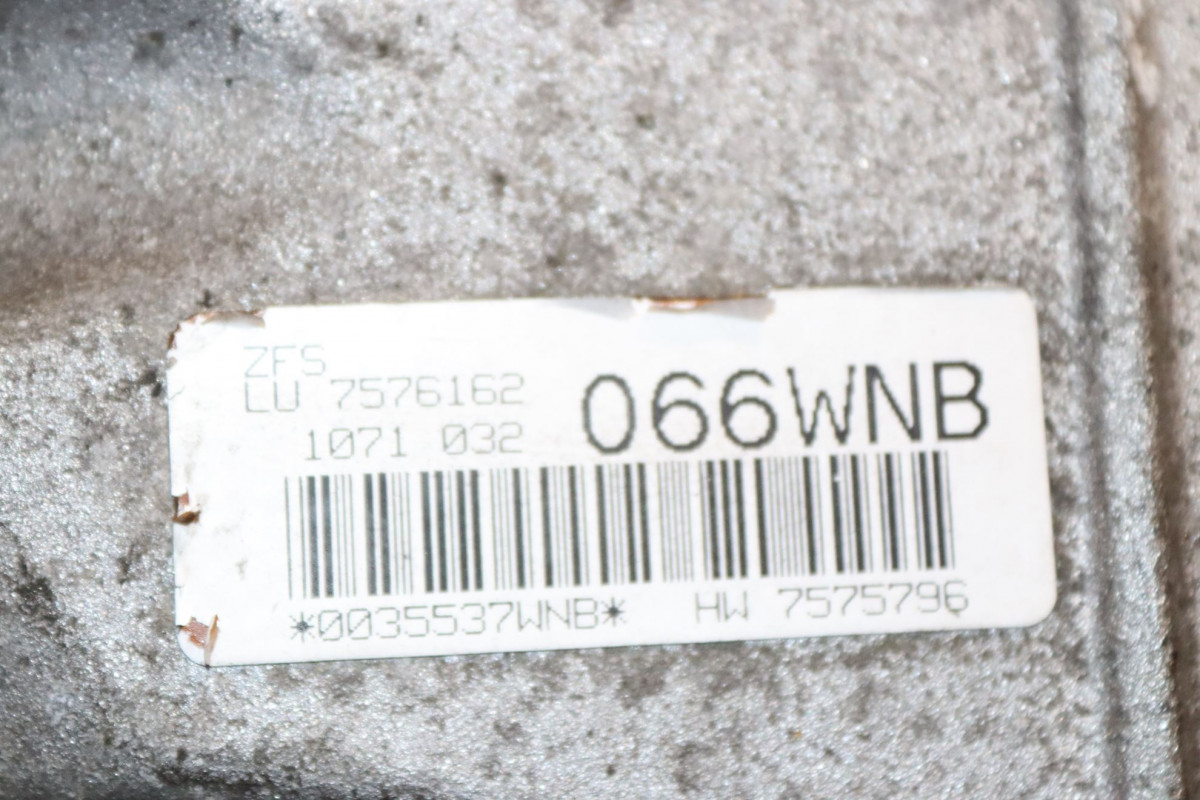 ZFS
LU 7576162
066WNB
1071 032
*0035537WNB* HW 7575796